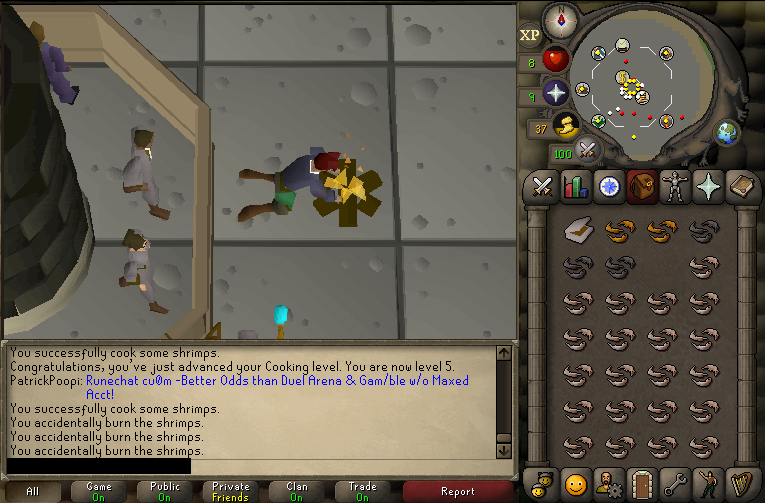 XP
8
9
37
100
You successfully cook some shrimps.
Congratulations, you've just advanced your Cooking level. You are now level 5.
PatrickPoopi: Runechat cu0m -Better Odds than Duel Arena & Gam/ble w/o Maxed
Acct!
You successfully cook some shrimps.
You accidentally burn the shrimps.
You accidentally burn the shrimps.
You accidentally burn the shrimps.
All
Game
On
Public
On
Private
Friends
Clan
On
Trade
On
Report